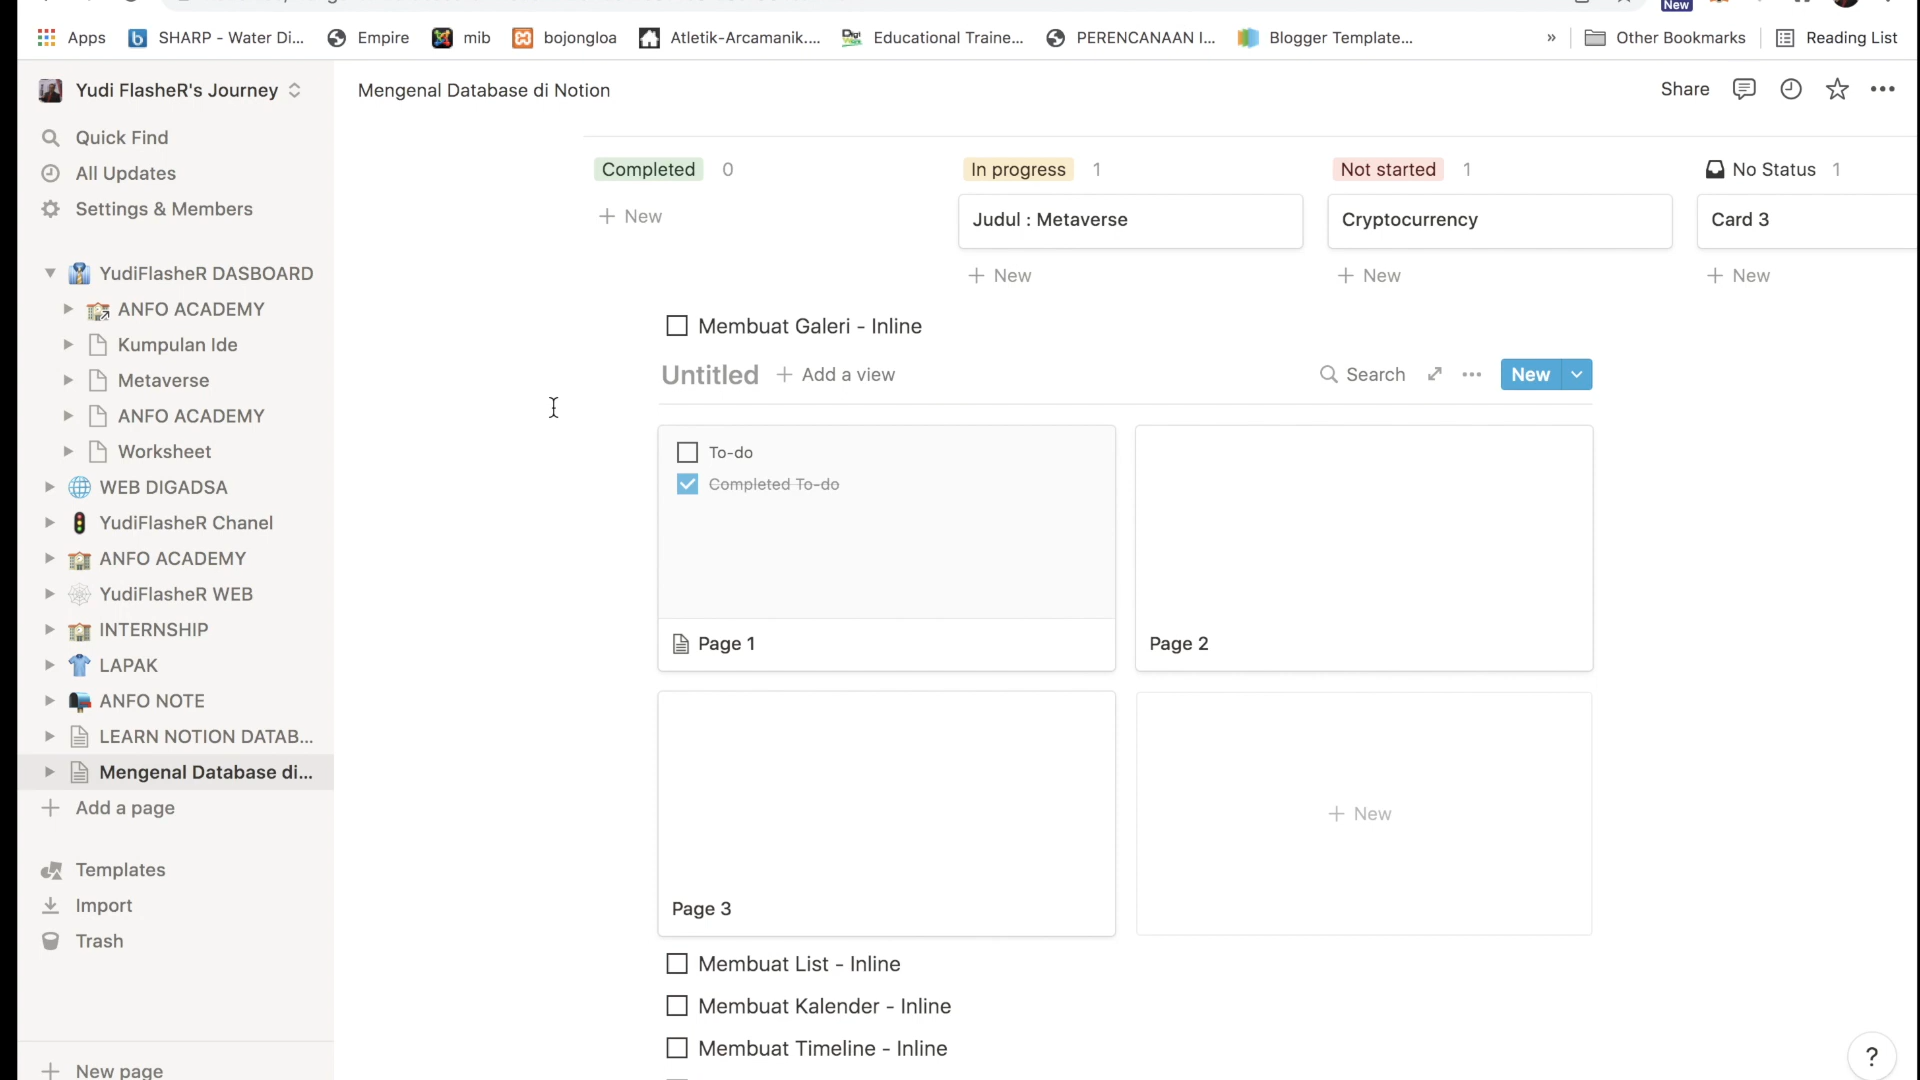 New
Apps
SHARP - Water Di...
Empire
mib
bojongloa
Atletik-Arcamanik....
Educational Traine...
PERENCANAAN I...
Blogger Template...
»
Other Bookmarks
Reading List
Yudi FlasheR's Journey
Quick Find
All Updates
Settings & Members
YudiFlasheR DASBOARD
ANFO ACADEMY
Kumpulan Ide
Metaverse
ANFO ACADEMY
Worksheet
WEB DIGADSA
YudiFlasheR Chanel
ANFO ACADEMY
YudiFlasheR WEB
INTERNSHIP
LAPAK
ANFO NOTE
LEARN NOTION DATAB...
Mengenal Database di...
Add a page
Templates
Import
Trash
New page
Mengenal Database di Notion
Share
Completed 0
+ New
In progress 1
Judul : Metaverse
+ New
Not started 1
Cryptocurrency
+ New
No Status 1
Card 3
+ New
Membuat Galeri - Inline
Untitled + Add a view
Search
New
To-do
Completed To-do
Page 1
Page 2
Page 3
+ New
Membuat List - Inline
Membuat Kalender - Inline
Membuat Timeline - Inline
?